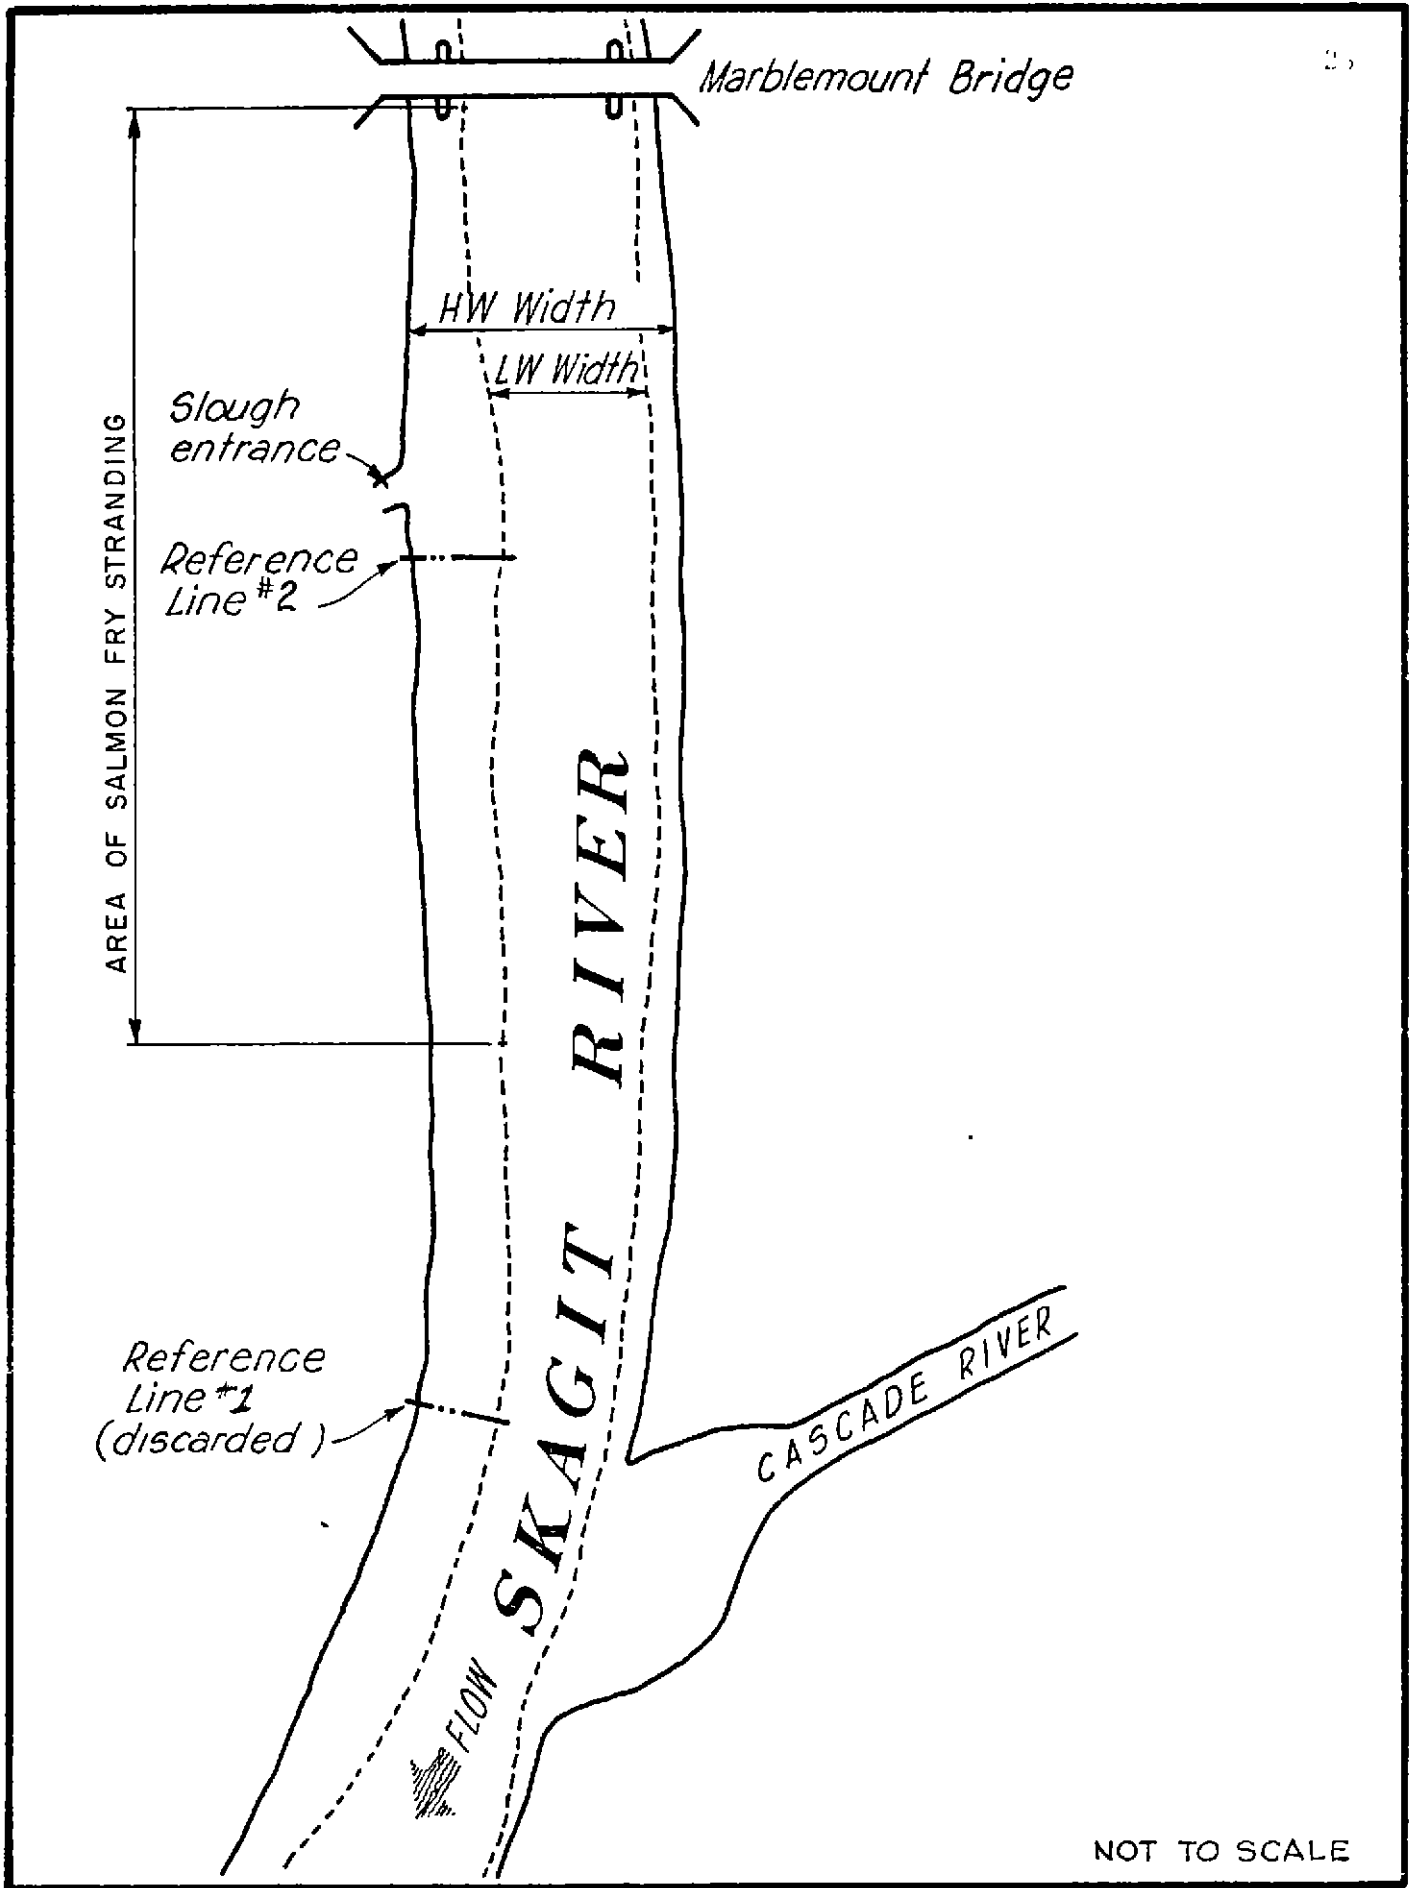 Marblemount Bridge
HW Width
LW Width
Slough
entrance
Reference
Line #2
AREA OF SALMON FRY STRANDING
SKAGIT RIVER
Reference
Line #1
(discarded)
CASCADE RIVER
FLOW
NOT TO SCALE